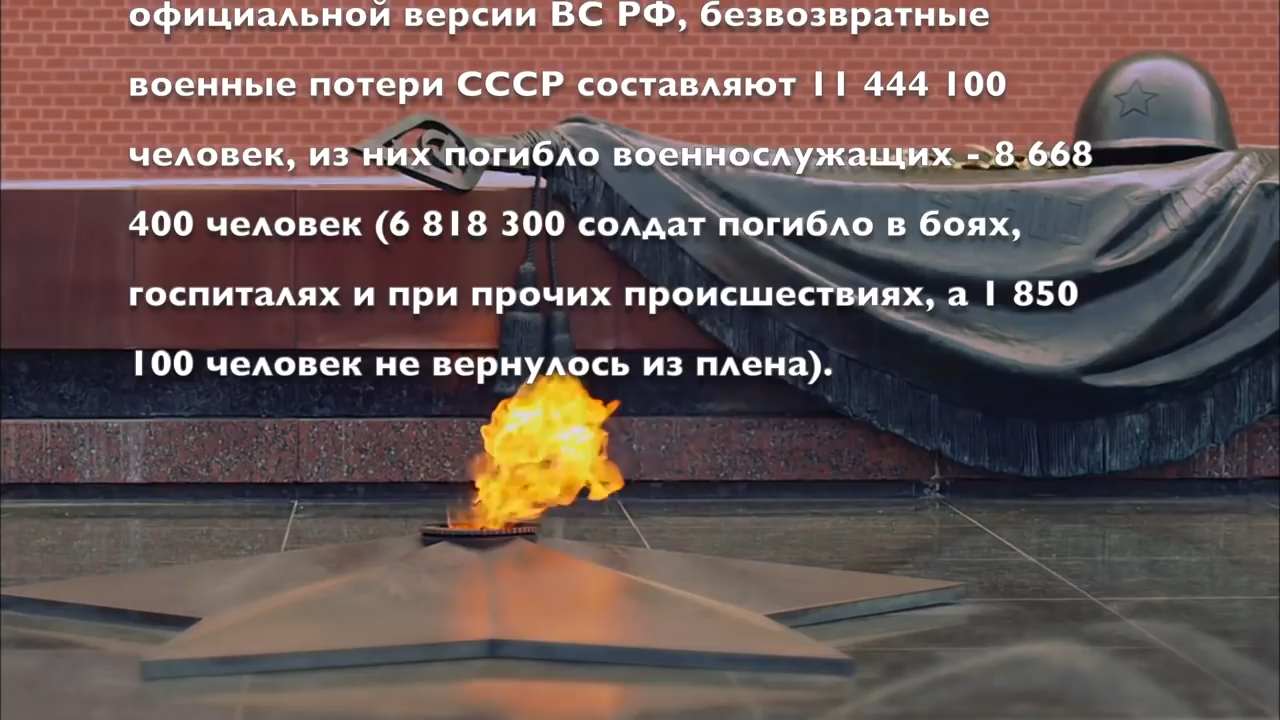 официальной версии ВС РФ, безвозвратные
военные потери СССР составляют 11 444 100
человек, из них погибло военнослужащих - 8 668
400 человек (6 818 300 солдат погибло в боях,
госпиталях и при прочих происшествиях, а 1 850
100 человек не вернулось из плена).